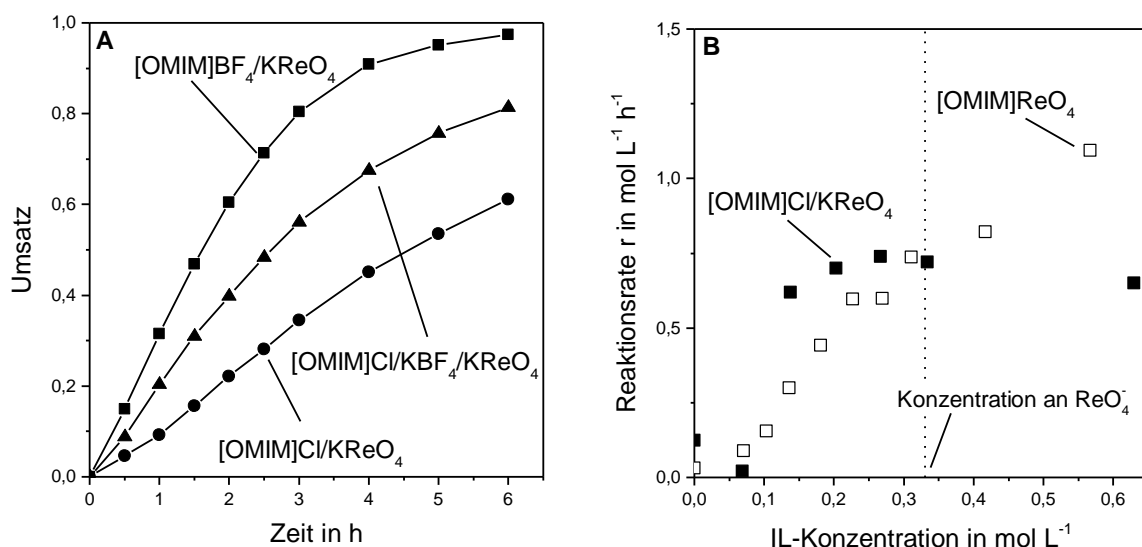 A
[OMIM]BF₄/KReO₄
[OMIM]Cl/KBF₄/KReO₄
[OMIM]Cl/KReO₄
Umsatz
1,0
0,8
0,6
0,4
0,2
0,0
0 1 2 3 4 5 6
Zeit in h
B
[OMIM]ReO₄
[OMIM]Cl/KReO₄
Konzentration an ReO₄⁻
Reaktionsrate r in mol L⁻¹ h⁻¹
1,5
1,0
0,5
0,0
0,0 0,1 0,2 0,3 0,4 0,5 0,6
IL-Konzentration in mol L⁻¹